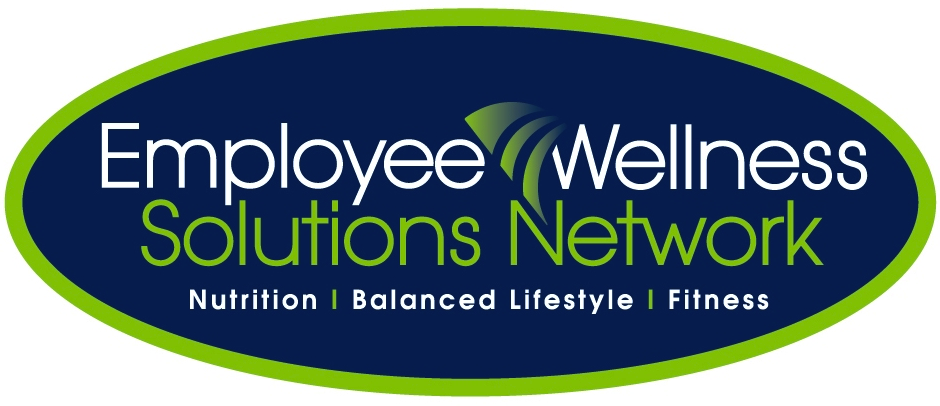 Employee Wellness
Solutions Network
Nutrition | Balanced Lifestyle | Fitness